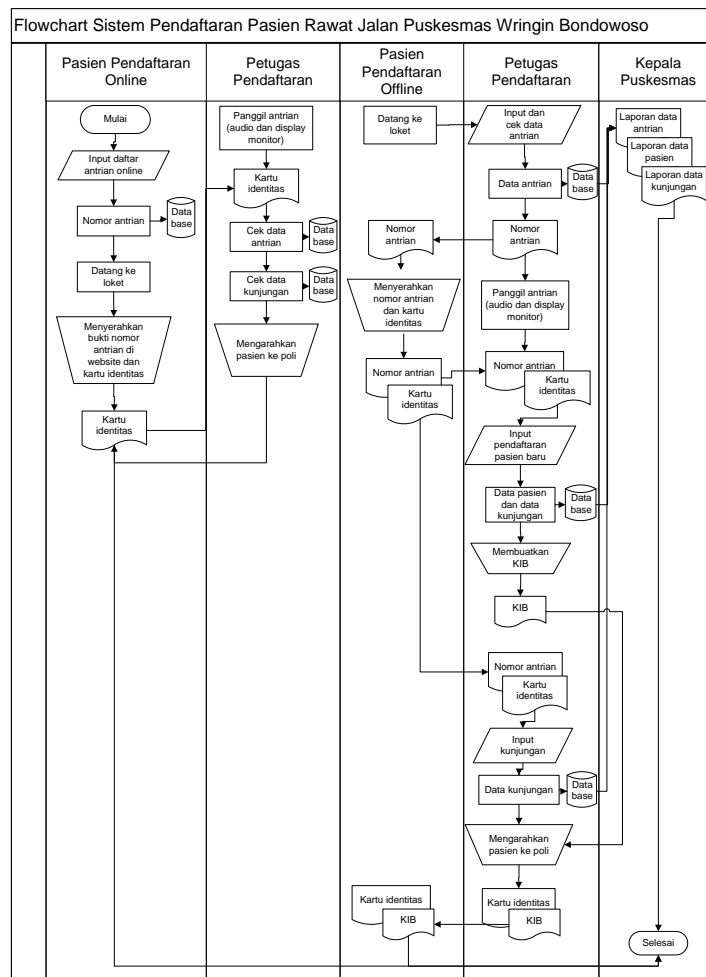 Flowchart Sistem Pendaftaran Pasien Rawat Jalan Puskesmas Wringin Bondowoso
Pasien Pendaftaran
Online
Petugas
Pendaftaran
Pasien
Pendaftaran
Offline
Petugas
Pendaftaran
Kepala
Puskesmas
Mulai
Input daftar
antrian online
Nomor antrian
Data
base
Datang ke
loket
Menyerahkan
bukti nomor
antrian di
website dan
kartu identitas
Kartu
identitas
Panggil antrian
(audio dan display
monitor)
Kartu
identitas
Cek data
antrian
Data
base
Cek data
kunjungan
Data
base
Mengarahkan
pasien ke poli
Datang ke
loket
Nomor
antrian
Menyerahkan
nomor antrian
dan kartu
identitas
Nomor antrian
Kartu
identitas
Kartu identitas
KIB
Input dan
cek data
antrian
Data antrian
Data
base
Nomor
antrian
Panggil antrian
(audio dan display
monitor)
Nomor antrian
Kartu
identitas
Input
pendaftaran
pasien baru
Data pasien
dan data
kunjungan
Data
base
Membuatkan
KIB
KIB
Nomor antrian
Kartu
identitas
Input
kunjungan
Data kunjungan
Data
base
Mengarahkan
pasien ke poli
Kartu identitas
KIB
Laporan data
antrian
Laporan data
pasien
Laporan data
kunjungan
Selesai